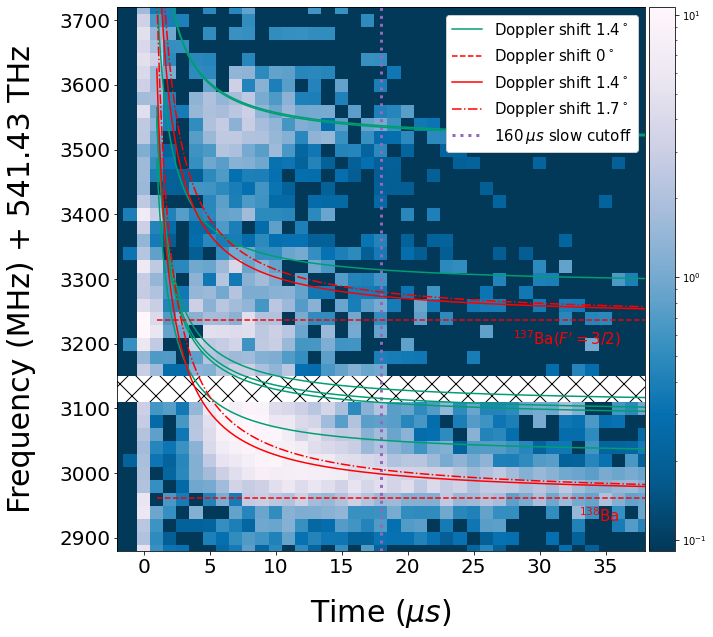 Frequency (MHz) + 541.43 THz
3700
3600
3500
3400
3300
3200
3100
3000
2900
Doppler shift 1.4°
Doppler shift 0°
Doppler shift 1.4°
Doppler shift 1.7°
160 μs slow cutoff
¹³⁷Ba(F′ = 3/2)
¹³⁸Ba
10¹
10⁰
10⁻¹
0 5 10 15 20 25 30 35
Time (μs)